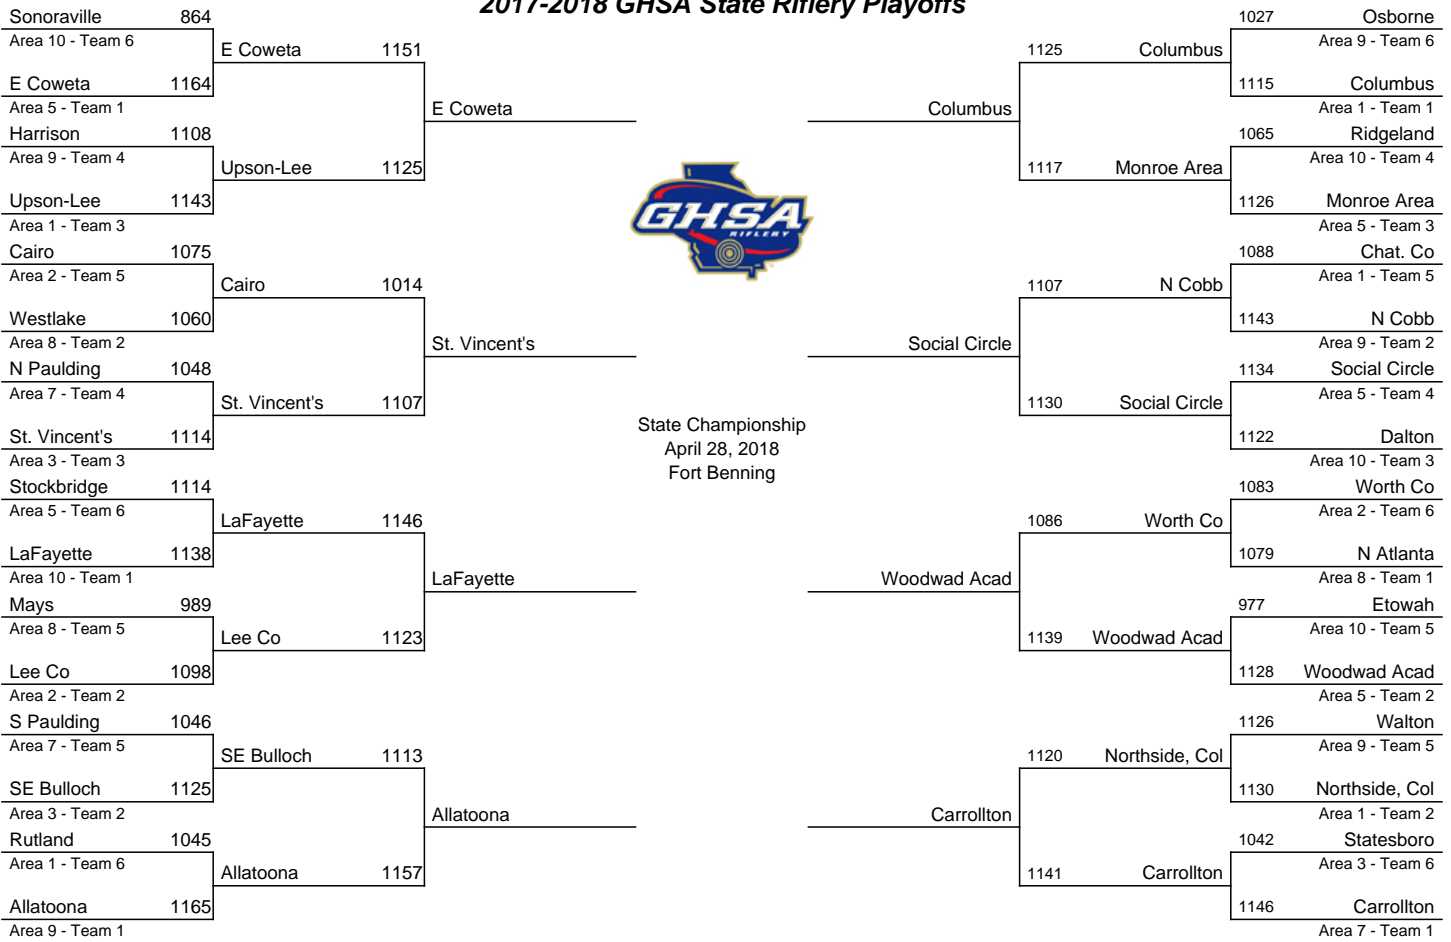 2017-2018 GHSA State Riflery Playoffs
Sonoraville 864
Area 10 - Team 6
E Coweta 1164
Area 5 - Team 1
Harrison 1108
Area 9 - Team 4
Upson-Lee 1143
Area 1 - Team 3
Cairo 1075
Area 2 - Team 5
Westlake 1060
Area 8 - Team 2
N Paulding 1048
Area 7 - Team 4
St. Vincent's 1114
Area 3 - Team 3
Stockbridge 1114
Area 5 - Team 6
LaFayette 1138
Area 10 - Team 1
Mays 989
Area 8 - Team 5
Lee Co 1098
Area 2 - Team 2
S Paulding 1046
Area 7 - Team 5
SE Bulloch 1125
Area 3 - Team 2
Rutland 1045
Area 1 - Team 6
Allatoona 1165
Area 9 - Team 1
E Coweta 1151
Upson-Lee 1125
Cairo 1014
St. Vincent's 1107
LaFayette 1146
Lee Co 1123
SE Bulloch 1113
Allatoona 1157
E Coweta
St. Vincent's
LaFayette
Allatoona
GHSA
RIFLERY
State Championship
April 28, 2018
Fort Benning
Columbus
Social Circle
Woodwad Acad
Carrollton
1125 Columbus
1117 Monroe Area
1107 N Cobb
1130 Social Circle
1086 Worth Co
1139 Woodwad Acad
1120 Northside, Col
1141 Carrollton
1027 Osborne
Area 9 - Team 6
1115 Columbus
Area 1 - Team 1
1065 Ridgeland
Area 10 - Team 4
1126 Monroe Area
Area 5 - Team 3
1088 Chat. Co
Area 1 - Team 5
1143 N Cobb
Area 9 - Team 2
1134 Social Circle
Area 5 - Team 4
1122 Dalton
Area 10 - Team 3
1083 Worth Co
Area 2 - Team 6
1079 N Atlanta
Area 8 - Team 1
977 Etowah
Area 10 - Team 5
1128 Woodwad Acad
Area 5 - Team 2
1126 Walton
Area 9 - Team 5
1130 Northside, Col
Area 1 - Team 2
1042 Statesboro
Area 3 - Team 6
1146 Carrollton
Area 7 - Team 1